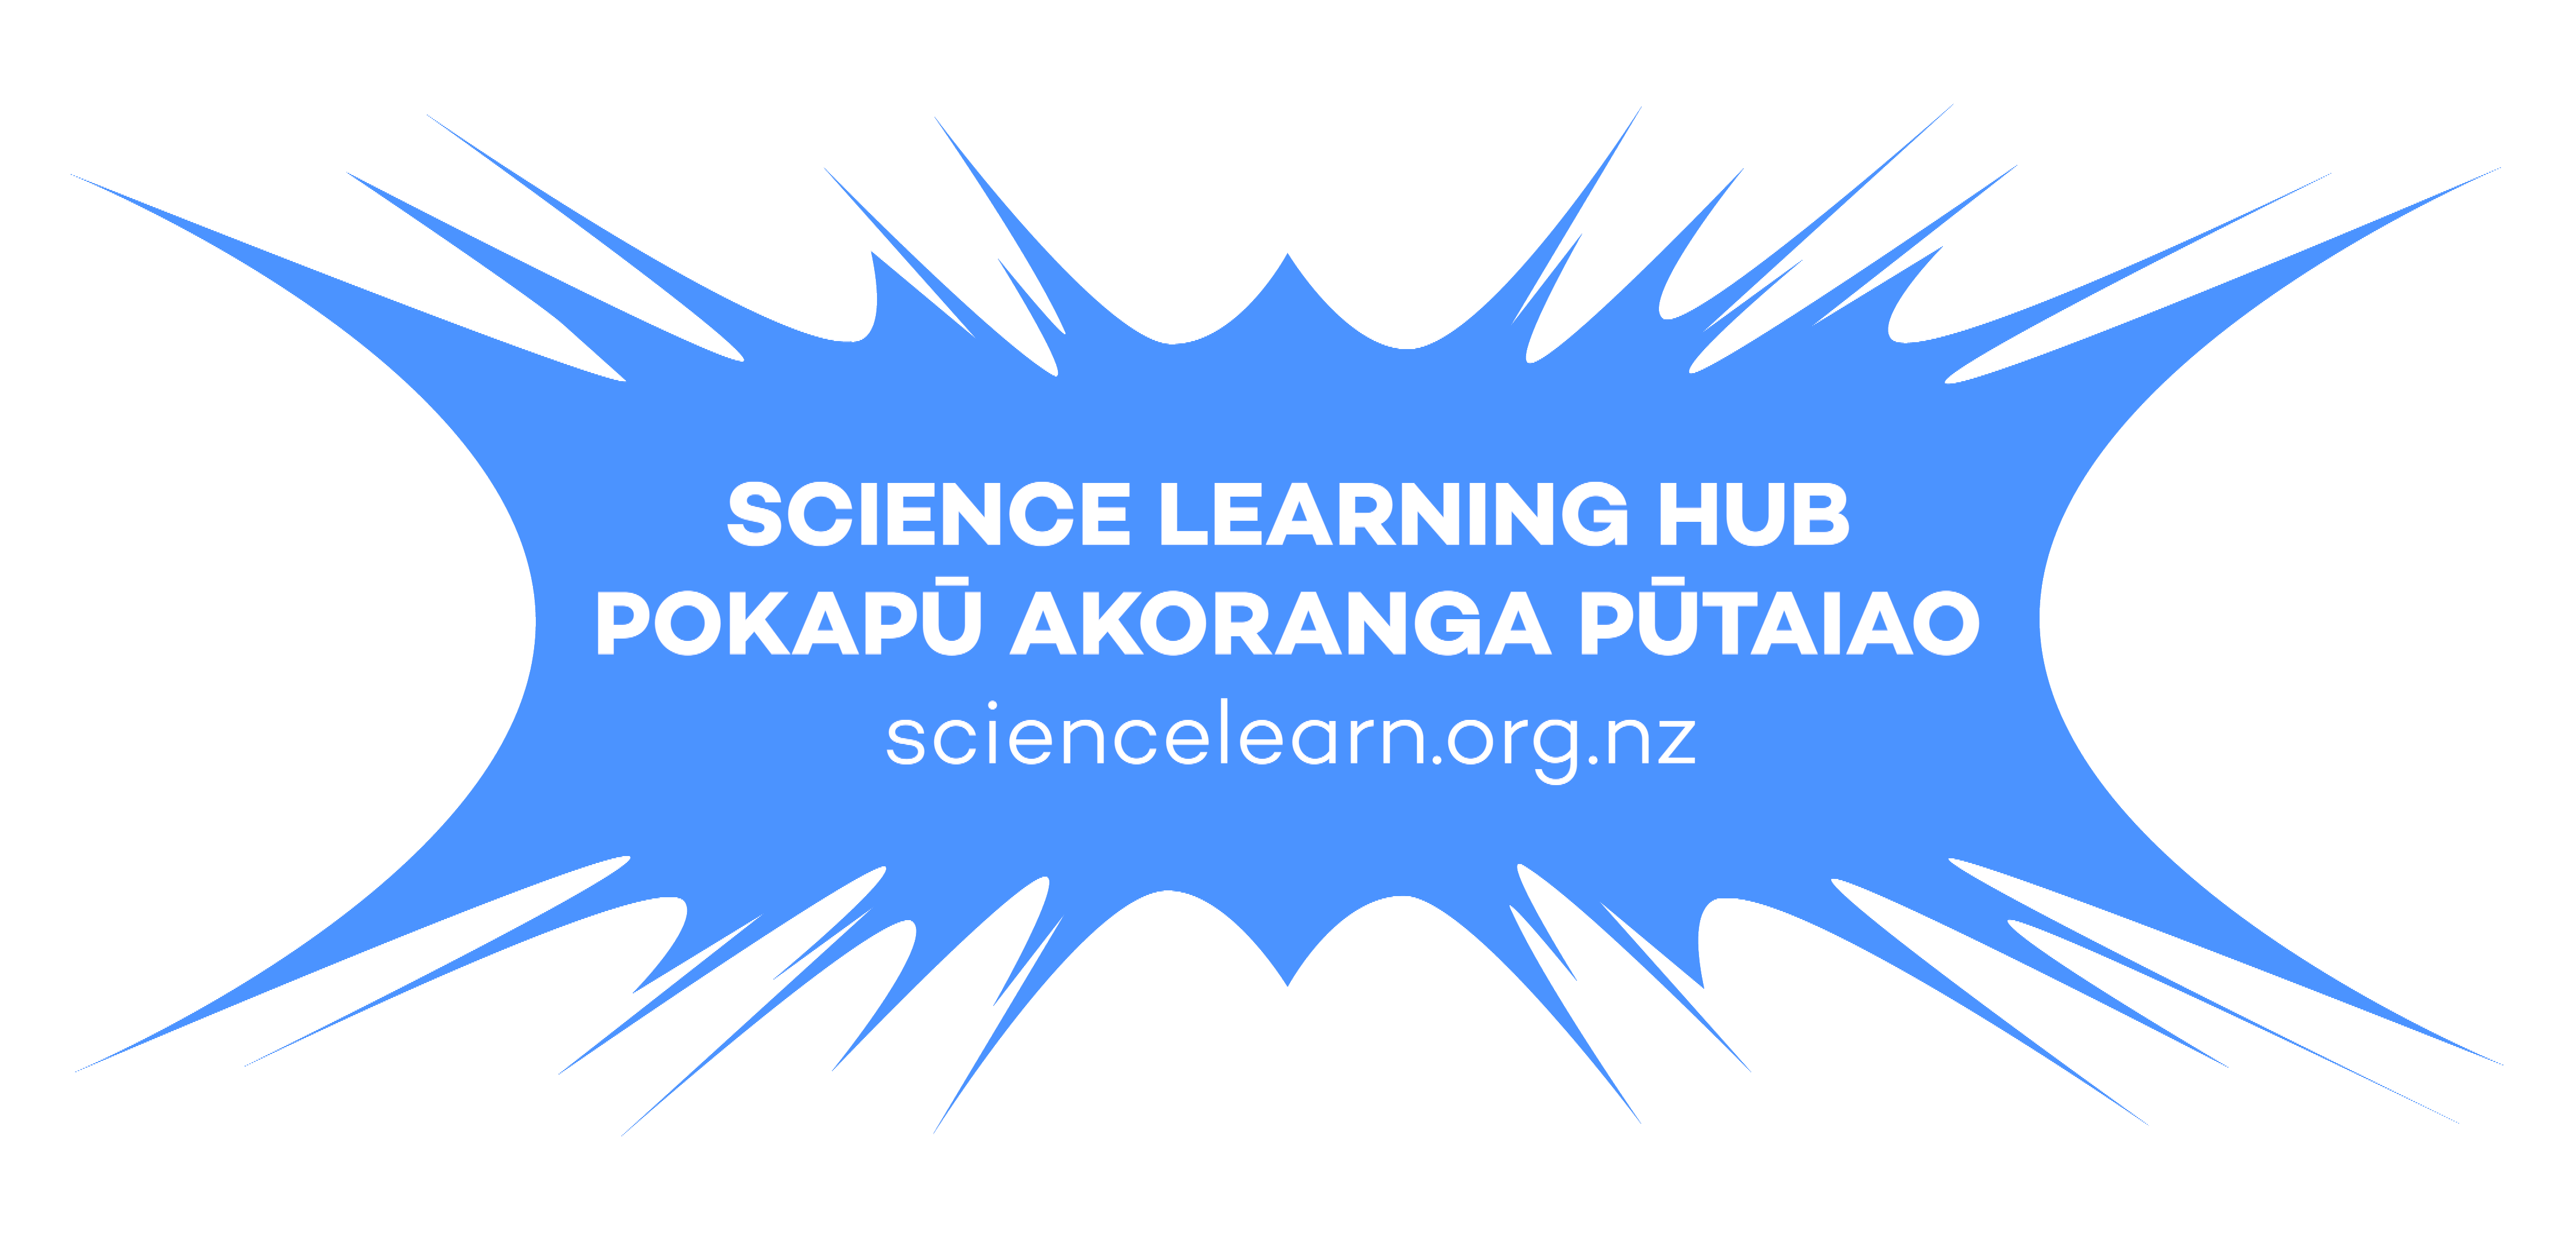 SCIENCE LEARNING HUB
POKAPŪ AKORANGA PŪTAIAO
sciencelearn.org.nz